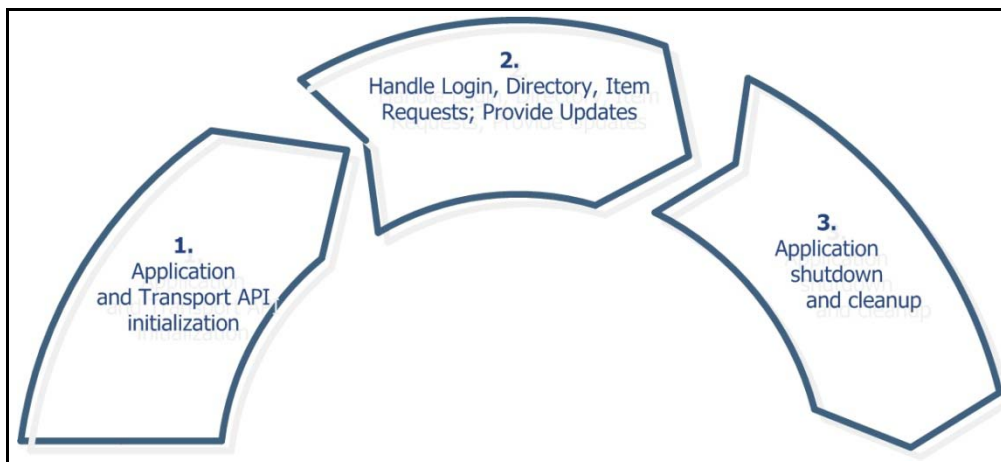 1.
Application
and Transport API
initialization
2.
Handle Login, Directory, Item
Requests; Provide Updates
3.
Application
shutdown
and cleanup